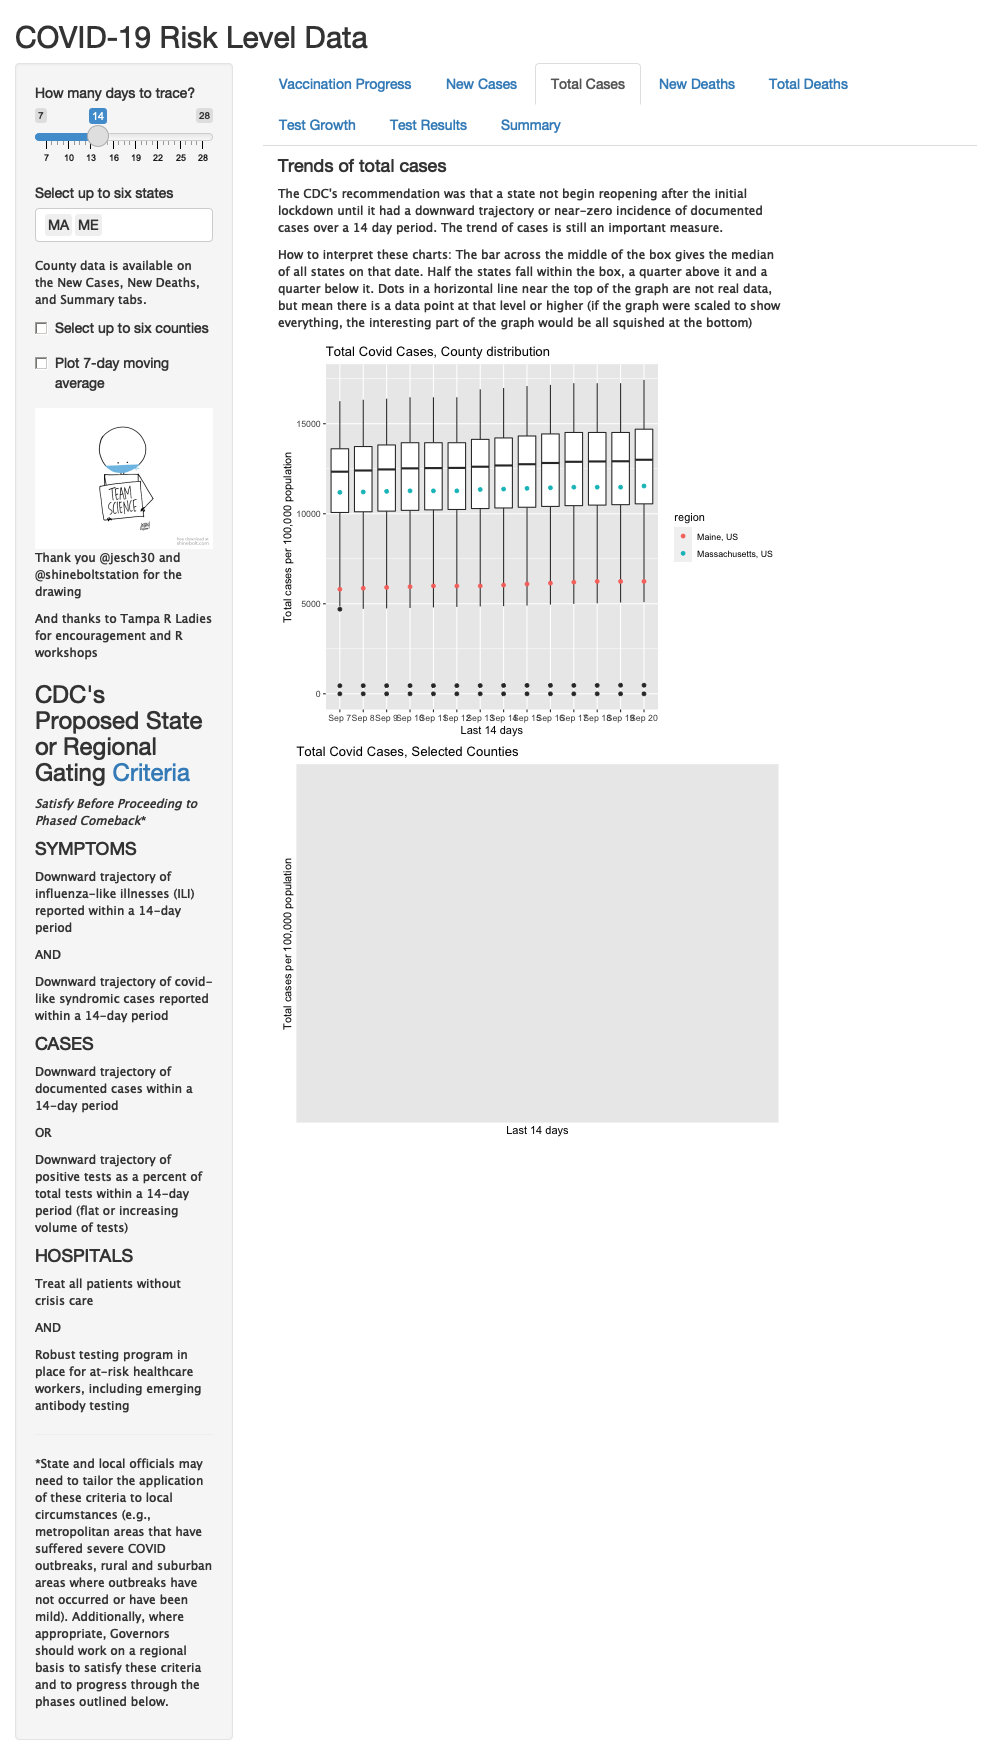 COVID-19 Risk Level Data
How many days to trace?
7 14 28
7 10 13 16 19 22 25 28
Select up to six states
MA ME
County data is available on
the New Cases, New Deaths,
and Summary tabs.
Select up to six counties
Plot 7-day moving
average
TEAM
SCIENCE
Thank you @jesch30 and
@shineboltstation for the
drawing
And thanks to Tampa R Ladies
for encouragement and R
workshops
CDC's
Proposed State
or Regional
Gating Criteria
Satisfy Before Proceeding to
Phased Comeback*
SYMPTOMS
Downward trajectory of
influenza-like illnesses (ILI)
reported within a 14-day
period
AND
Downward trajectory of covid-
like syndromic cases reported
within a 14-day period
CASES
Downward trajectory of
documented cases within a
14-day period
OR
Downward trajectory of
positive tests as a percent of
total tests within a 14-day
period (flat or increasing
volume of tests)
HOSPITALS
Treat all patients without
crisis care
AND
Robust testing program in
place for at-risk healthcare
workers, including emerging
antibody testing
*State and local officials may
need to tailor the application
of these criteria to local
circumstances (e.g.,
metropolitan areas that have
suffered severe COVID
outbreaks, rural and suburban
areas where outbreaks have
not occurred or have been
mild). Additionally, where
appropriate, Governors
should work on a regional
basis to satisfy these criteria
and to progress through the
phases outlined below.
Vaccination Progress New Cases Total Cases New Deaths Total Deaths
Test Growth Test Results Summary
Trends of total cases
The CDC's recommendation was that a state not begin reopening after the initial
lockdown until it had a downward trajectory or near-zero incidence of documented
cases over a 14 day period. The trend of cases is still an important measure.
How to interpret these charts: The bar across the middle of the box gives the median
of all states on that date. Half the states fall within the box, a quarter above it and a
quarter below it. Dots in a horizontal line near the top of the graph are not real data,
but mean there is a data point at that level or higher (if the graph were scaled to show
everything, the interesting part of the graph would be all squished at the bottom)
Total Covid Cases, County distribution
Total cases per 100,000 population
15000
10000
5000
0
Sep 7 Sep 8 Sep 9 Sep 10 Sep 11 Sep 12 Sep 13 Sep 14 Sep 15 Sep 16 Sep 17 Sep 18 Sep 19 Sep 20
Last 14 days
region
Maine, US
Massachusetts, US
Total Covid Cases, Selected Counties
Total cases per 100,000 population
Last 14 days